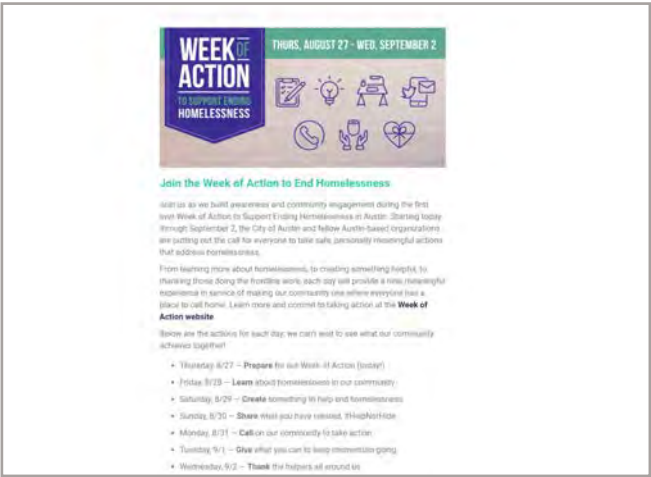 WEEK OF
ACTION
TO SUPPORT ENDING
HOMELESSNESS
THURS, AUGUST 27 - WED, SEPTEMBER 2
Join the Week of Action to End Homelessness
Join us as we build awareness and community engagement during the first
ever Week of Action to Support Ending Homelessness in Austin. Starting today
through September 2, the City of Austin and fellow Austin-based organizations
are putting out the call for everyone to take safe, personally meaningful actions
that address homelessness.
From learning more about homelessness, to creating something helpful, to
thanking those doing the frontline work, each day will provide a new, meaningful
experience in service of making our community one where everyone has a
place to call home. Learn more and commit to taking action at the Week of
Action website
Below are the actions for each day; we can't wait to see what our community
achieves together!
• Thursday, 8/27 – Prepare for our Week of Action (today!)
• Friday, 8/28 – Learn about homelessness in our community
• Saturday, 8/29 – Create something to help end homelessness
• Sunday, 8/30 – Share what you have created, #HelpNotHide
• Monday, 8/31 – Call on our community to take action
• Tuesday, 9/1 – Give what you can to keep momentum going
• Wednesday, 9/2 – Thank the helpers all around us